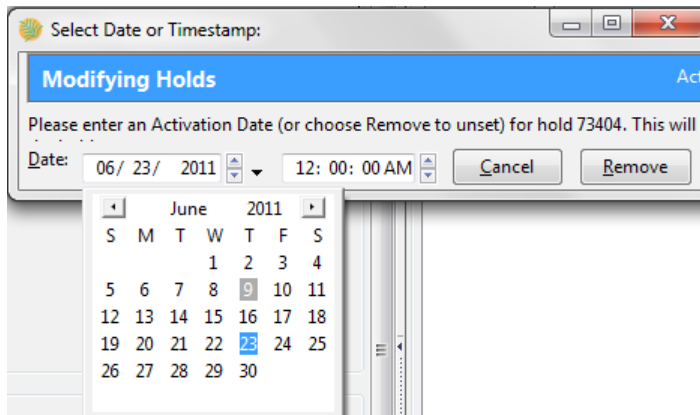 Select Date or Timestamp:
Modifying Holds
Please enter an Activation Date (or choose Remove to unset) for hold 73404. This will
Date: 06/ 23/ 2011 12: 00: 00 AM Cancel Remove
June 2011
S M T W T F S
1 2 3 4
5 6 7 8 9 10 11
12 13 14 15 16 17 18
19 20 21 22 23 24 25
26 27 28 29 30